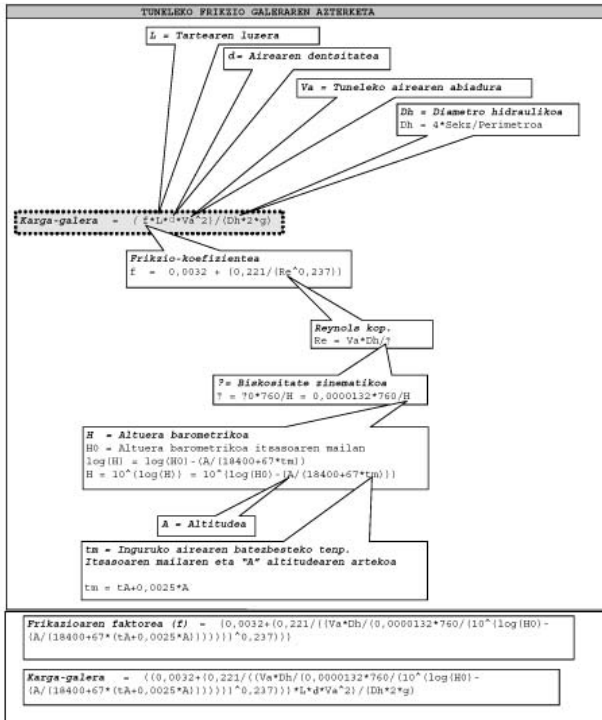 TUNELEKO FRIKZIO GALERAREN AZTERKETA
L = Tartearen luzera
d= Airearen dentsitatea
Va = Tuneleko airearen abiadura
Dh = Diametro hidraulikoa
Dh = 4*Sekz/Perimetroa
Karga-galera = (f*L*d*Va^2)/(Dh*2*g)
Frikzio-koefizientea
f = 0,0032 + (0,221/(Re^0,237))
Reynols kop.
Re = Va*Dh/?
?= Biskositate zinematikoa
? = ?0*760/H = 0,0000132*760/H
H = Altuera barometrikoa
H0 = Altuera barometrikoa itsasoaren mailan
log(H) = log(H0)-(A/(18400+67*tm))
H = 10^(log(H)) = 10^(log(H0)-(A/(18400+67*tm)))
A = Altitudea
tm = Inguruko airearen batezbesteko tenp.
Itsasoaren mailaren eta "A" altitudearen artekoa
tm = tA+0,0025*A
Frikazioaren faktorea (f) = (0,0032+(0,221/((Va*Dh/(0,0000132*760/(10^(log(H0)-
(A/(18400+67*(tA+0,0025*A))))))^0,237)))
Karga-galera = ((0,0032+(0,221/((Va*Dh/(0,0000132*760/(10^(log(H0)-
(A/(18400+67*(tA+0,0025*A))))))^0,237)))*L*d*Va^2)/(Dh*2*g)